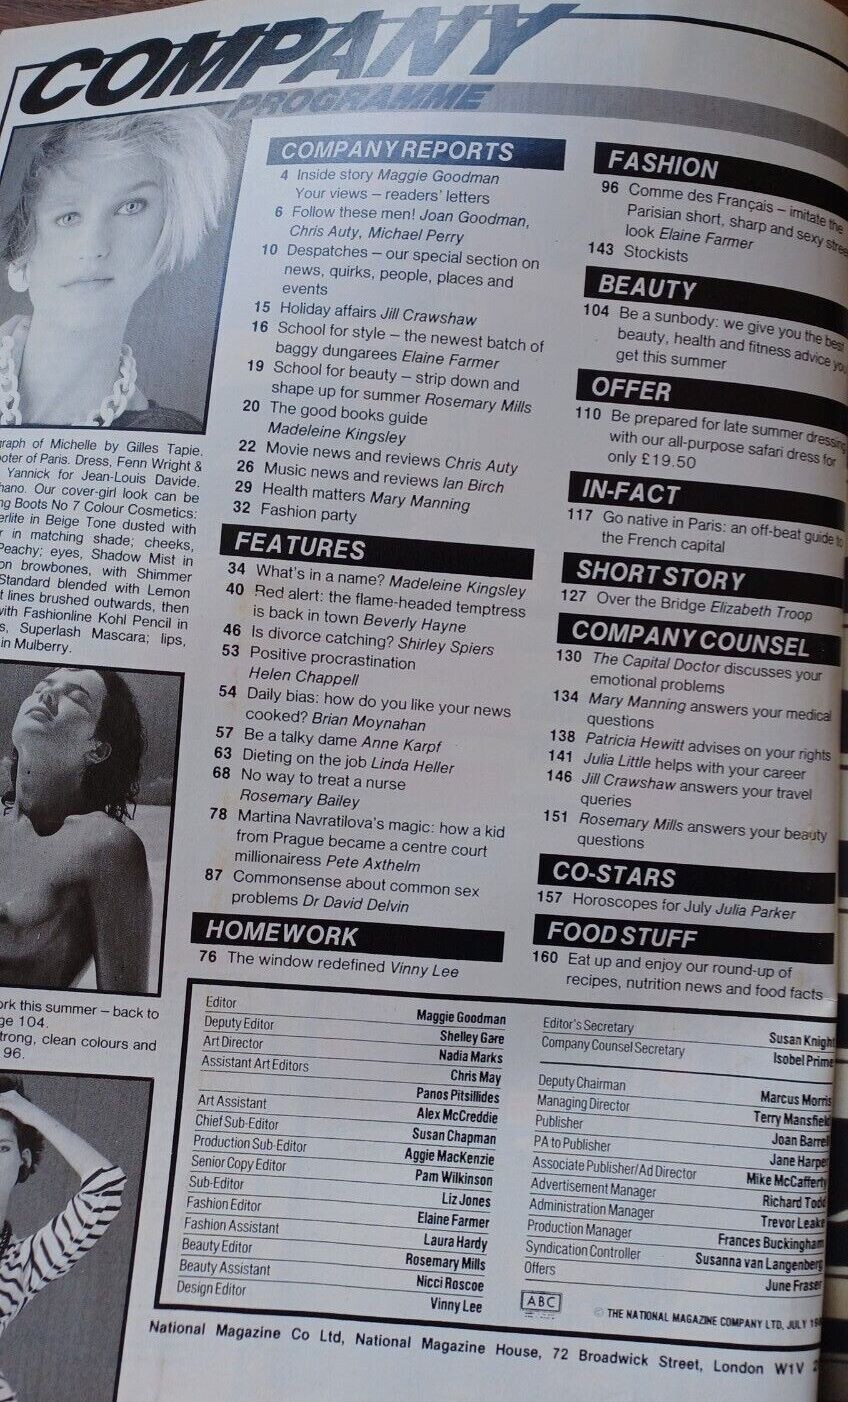 COMPANY
PROGRAMME
graph of Michelle by Gilles Tapie.
of Paris. Dress, Fenn Wright &
Yannick for Jean-Louis Davide.
Our cover-girl look can be
Boots No 7 Colour Cosmetics:
in Beige Tone dusted with
in matching shade; cheeks,
Peachy; eyes, Shadow Mist in
on browbones, with Shimmer
Standard blended with Lemon
lines brushed outwards, then
with Fashionline Kohl Pencil in
Superlash Mascara; lips,
in Mulberry.
this summer – back to
104.
strong, clean colours and
96.
COMPANY REPORTS
4 Inside story Maggie Goodman
Your views – readers' letters
6 Follow these men! Joan Goodman,
Chris Auty, Michael Perry
10 Despatches – our special section on
news, quirks, people, places and
events
15 Holiday affairs Jill Crawshaw
16 School for style – the newest batch of
baggy dungarees Elaine Farmer
19 School for beauty – strip down and
shape up for summer Rosemary Mills
20 The good books guide
Madeleine Kingsley
22 Movie news and reviews Chris Auty
26 Music news and reviews Ian Birch
29 Health matters Mary Manning
32 Fashion party
FEATURES
34 What's in a name? Madeleine Kingsley
40 Red alert: the flame-headed temptress
is back in town Beverly Hayne
46 Is divorce catching? Shirley Spiers
53 Positive procrastination
Helen Chappell
54 Daily bias: how do you like your news
cooked? Brian Moynahan
57 Be a talky dame Anne Karpf
63 Dieting on the job Linda Heller
68 No way to treat a nurse
Rosemary Bailey
78 Martina Navratilova's magic: how a kid
from Prague became a centre court
millionairess Pete Axthelm
87 Commonsense about common sex
problems Dr David Delvin
HOMEWORK
76 The window redefined Vinny Lee
FASHION
96 Comme des Français – imitate the
Parisian short, sharp and sexy
look Elaine Farmer
143 Stockists
BEAUTY
104 Be a sunbody: we give you the best
beauty, health and fitness advice
get this summer
OFFER
110 Be prepared for late summer dressing
with our all-purpose safari dress for
only £19.50
IN-FACT
117 Go native in Paris: an off-beat guide to
the French capital
SHORT STORY
127 Over the Bridge Elizabeth Troop
COMPANY COUNSEL
130 The Capital Doctor discusses your
emotional problems
134 Mary Manning answers your medical
questions
138 Patricia Hewitt advises on your rights
141 Julia Little helps with your career
146 Jill Crawshaw answers your travel
queries
151 Rosemary Mills answers your beauty
questions
CO-STARS
157 Horoscopes for July Julia Parker
FOOD STUFF
160 Eat up and enjoy our round-up of
recipes, nutrition news and food facts
Editor Maggie Goodman
Deputy Editor Shelley Gare
Art Director Nadia Marks
Assistant Art Editors Chris May
Panos Pitsillides
Art Assistant Alex McCreddie
Chief Sub-Editor Susan Chapman
Production Sub-Editor Aggie MacKenzie
Senior Copy Editor Pam Wilkinson
Sub-Editor Liz Jones
Fashion Editor Elaine Farmer
Fashion Assistant Laura Hardy
Beauty Editor Rosemary Mills
Beauty Assistant Nicci Roscoe
Design Editor Vinny Lee
Editor's Secretary Susan Knight
Company Counsel Secretary Isobel Prime
Deputy Chairman Marcus Morris
Managing Director Terry Mansfield
Publisher Joan Barrell
PA to Publisher Jane Harper
Associate Publisher/Ad Director Mike McCafferty
Advertisement Manager Richard Todd
Administration Manager Trevor Leake
Production Manager Frances Buckingham
Syndication Controller Susanna van Langenberg
Offers June Fraser
ABC
© THE NATIONAL MAGAZINE COMPANY LTD, JULY
National Magazine Co Ltd, National Magazine House, 72 Broadwick Street, London W1V